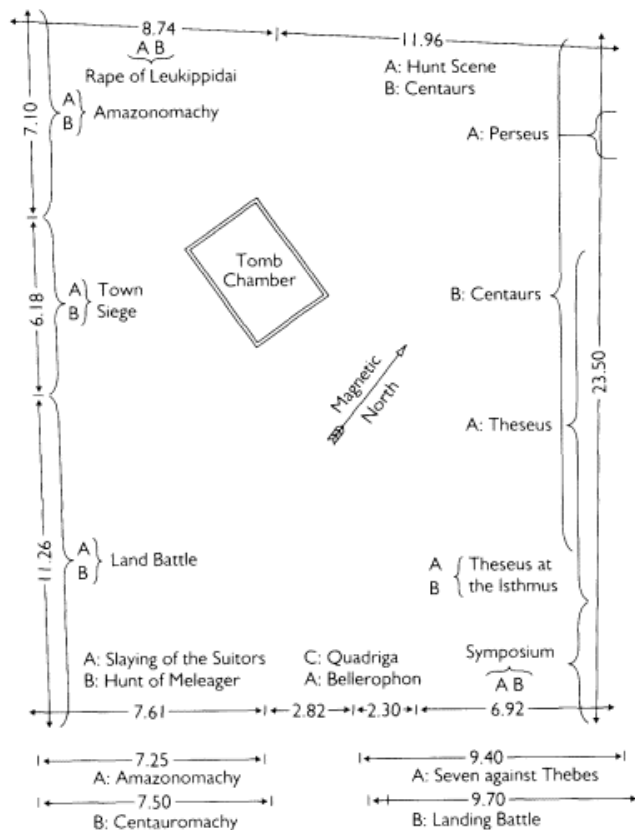 8.74
11.96
A B
Rape of Leukippidai
A: Hunt Scene
B: Centaurs
7.10
A
B
Amazonomachy
A: Perseus
Tomb
Chamber
6.18
A
B
Town
Siege
B: Centaurs
23.50
Magnetic
North
A: Theseus
11.26
A
B
Land Battle
A
B
Theseus at
the Isthmus
A: Slaying of the Suitors
B: Hunt of Meleager
C: Quadriga
A: Bellerophon
Symposium
A B
7.61
2.82
2.30
6.92
7.25
A: Amazonomachy
9.40
A: Seven against Thebes
7.50
B: Centauromachy
9.70
B: Landing Battle